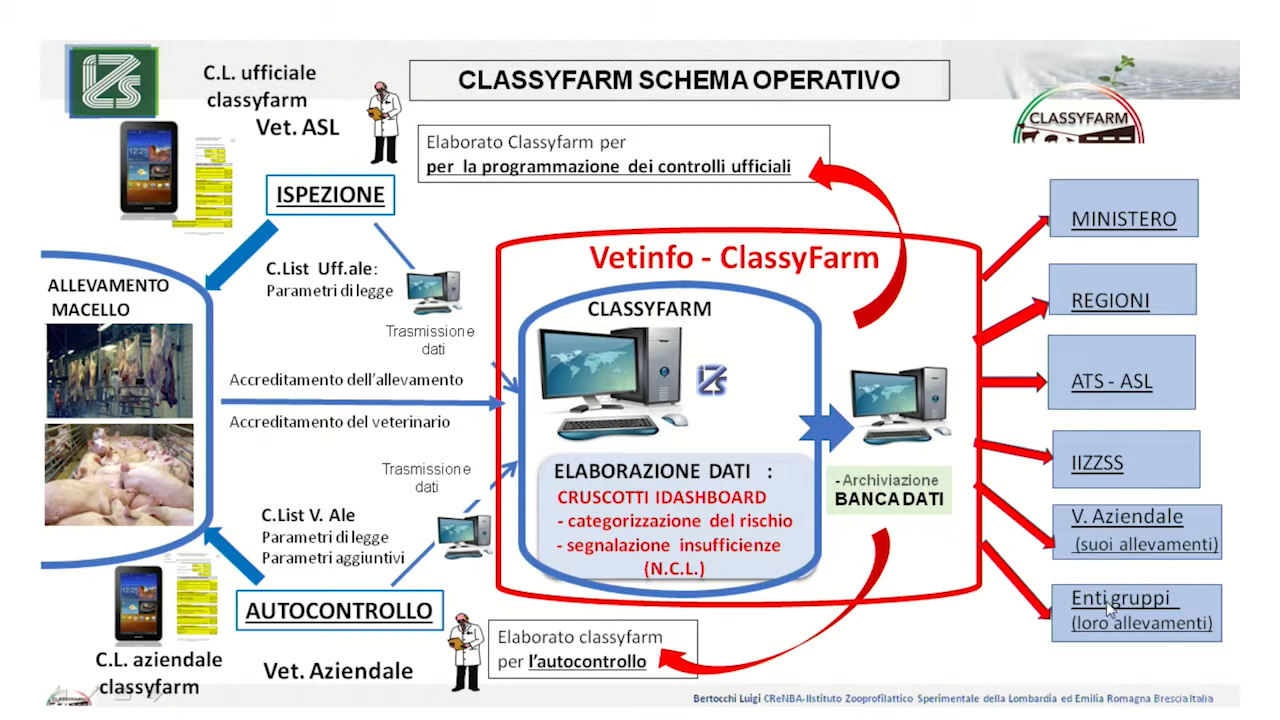 CLASSYFARM SCHEMA OPERATIVO
C.L. ufficiale
classyfarm
Vet. ASL
CLASSYFARM
Elaborato Classyfarm per
per la programmazione dei controlli ufficiali
ISPEZIONE
MINISTERO
Vetinfo - ClassyFarm
C.List Uff.ale:
Parametri di legge
ALLEVAMENTO
MACELLO
REGIONI
CLASSYFARM
Trasmissione
dati
Accreditamento dell'allevamento
ATS - ASL
Accreditamento del veterinario
Trasmissione
dati
ELABORAZIONE DATI :
CRUSCOTTI IDASHBOARD
- categorizzazione del rischio
- segnalazione insufficienze
(N.C.L.)
- Archiviazione
BANCA DATI
IIZZSS
C.List V. Ale
Parametri di legge
Parametri aggiuntivi
V. Aziendale
(suoi allevamenti)
AUTOCONTROLLO
Enti gruppi
(loro allevamenti)
Elaborato classyfarm
per l'autocontrollo
C.L. aziendale
classyfarm
Vet. Aziendale
CLASSYFARM
Bertocchi Luigi CReNBA-IIstituto Zooprofilattico Sperimentale della Lombardia ed Emilia Romagna Brescia Italia